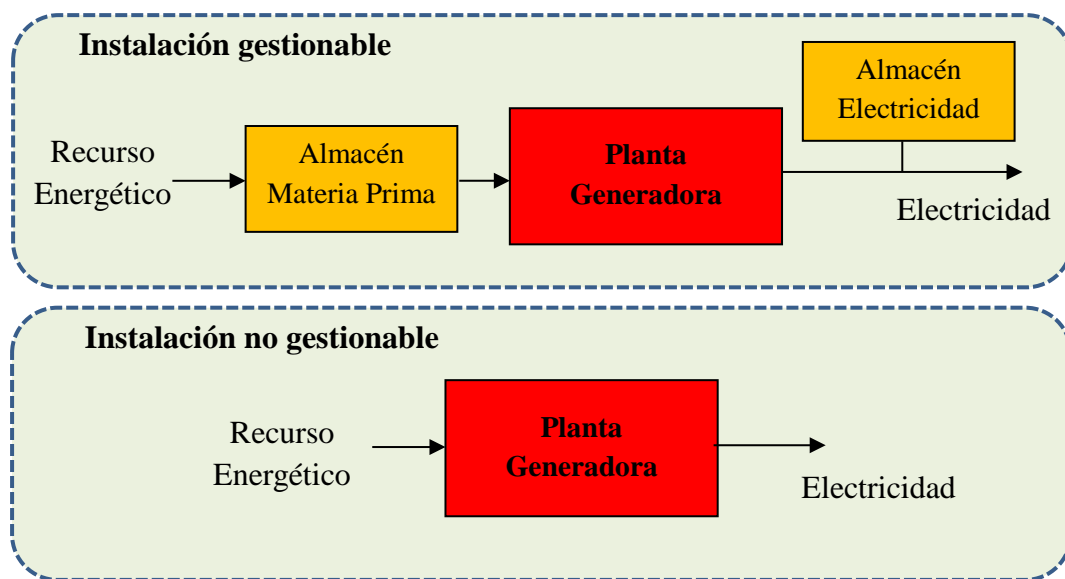 Instalación gestionable
Recurso
Energético
Almacén
Materia Prima
Planta
Generadora
Almacén
Electricidad
Electricidad
Instalación no gestionable
Recurso
Energético
Planta
Generadora
Electricidad